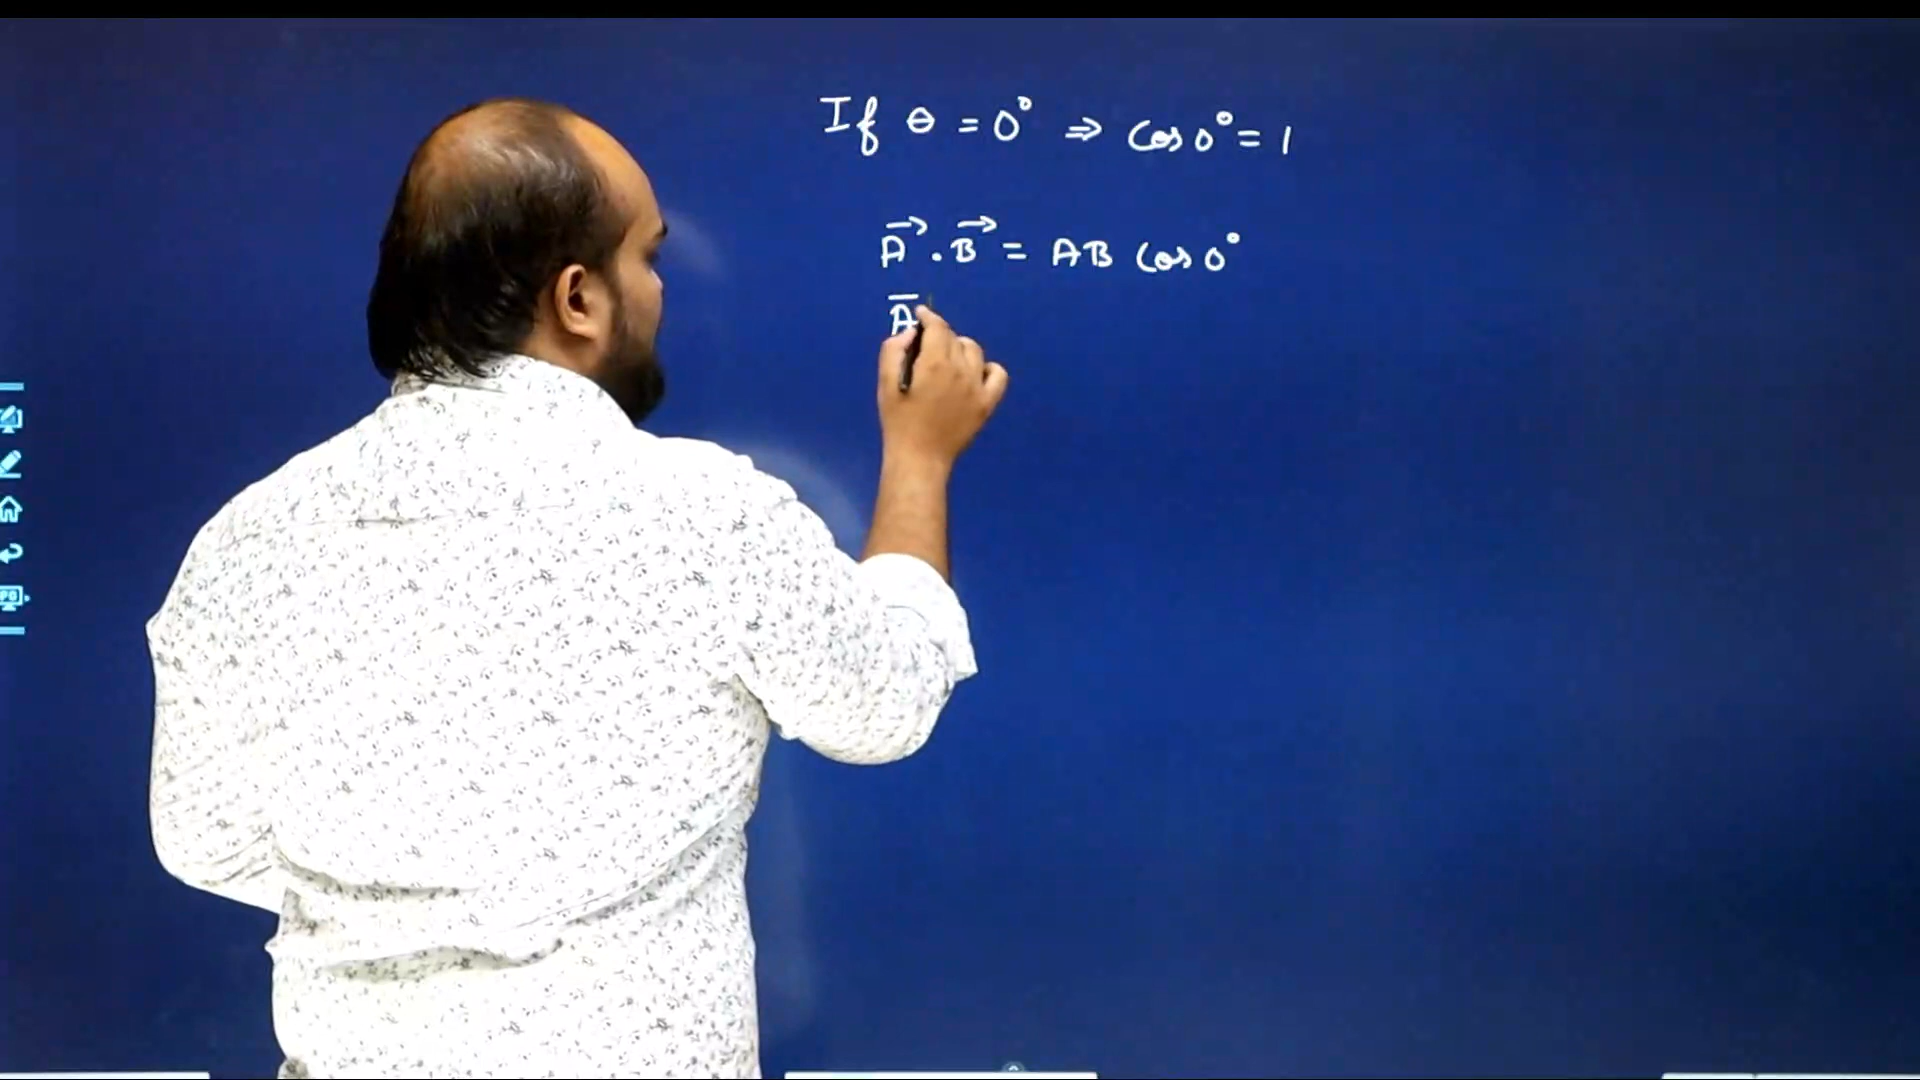 If θ = 0° ⇒ Cos 0° = 1
A⃗ . B⃗ = AB Cos 0°
A̅